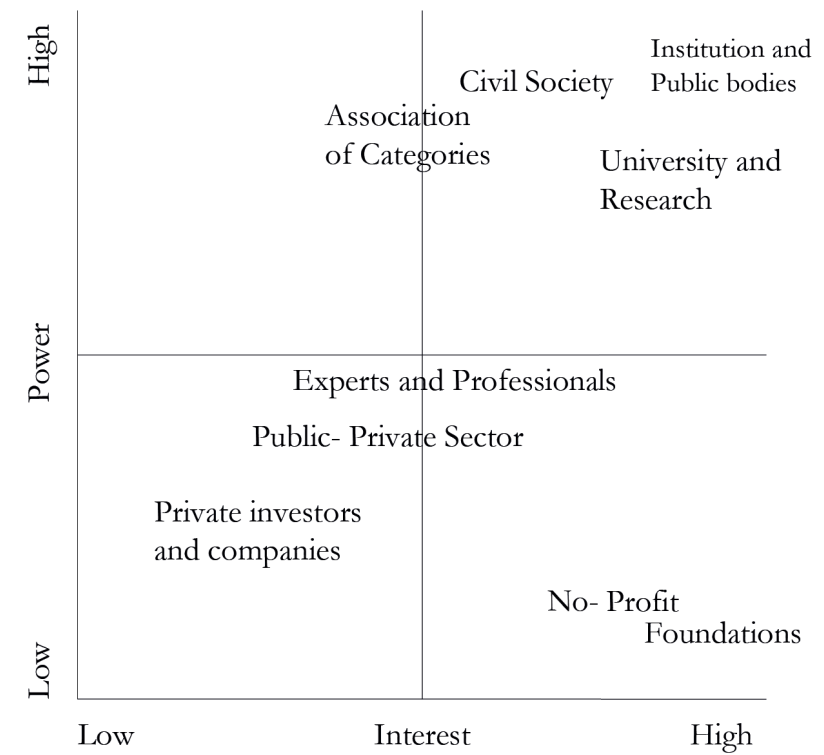 High
Institution and
Civil Society
Public bodies
Association
of Categories
University and
Research
Power
Experts and Professionals
Public- Private Sector
Private investors
and companies
No- Profit
Foundations
Low
Low
Interest
High